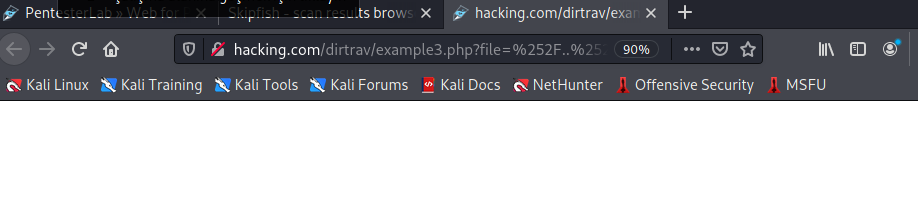 PentesterLab » Web for
Skipfish - scan results brows
hacking.com/dirtrav/exam
hacking.com/dirtrav/example3.php?file=%252F..%25
90%
Kali Linux
Kali Training
Kali Tools
Kali Forums
Kali Docs
NetHunter
Offensive Security
MSFU